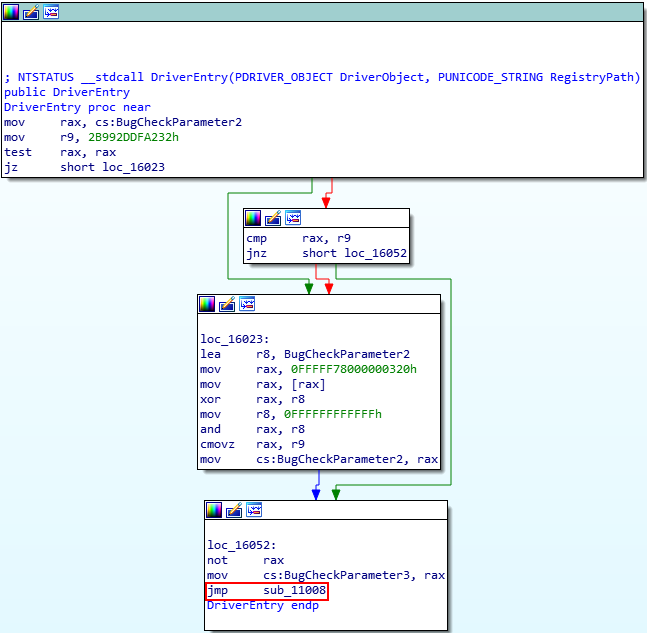 ; NTSTATUS __stdcall DriverEntry(PDRIVER_OBJECT DriverObject, PUNICODE_STRING RegistryPath)
public DriverEntry
DriverEntry proc near
mov rax, cs:BugCheckParameter2
mov r9, 2B992DDFA232h
test rax, rax
jz short loc_16023
cmp rax, r9
jnz short loc_16052
loc_16023:
lea r8, BugCheckParameter2
mov rax, 0FFFFF78000000320h
mov rax, [rax]
xor rax, r8
mov r8, 0FFFFFFFFFFFFh
and rax, r8
cmovz rax, r9
mov cs:BugCheckParameter2, rax
loc_16052:
not rax
mov cs:BugCheckParameter3, rax
jmp sub_11008
DriverEntry endp